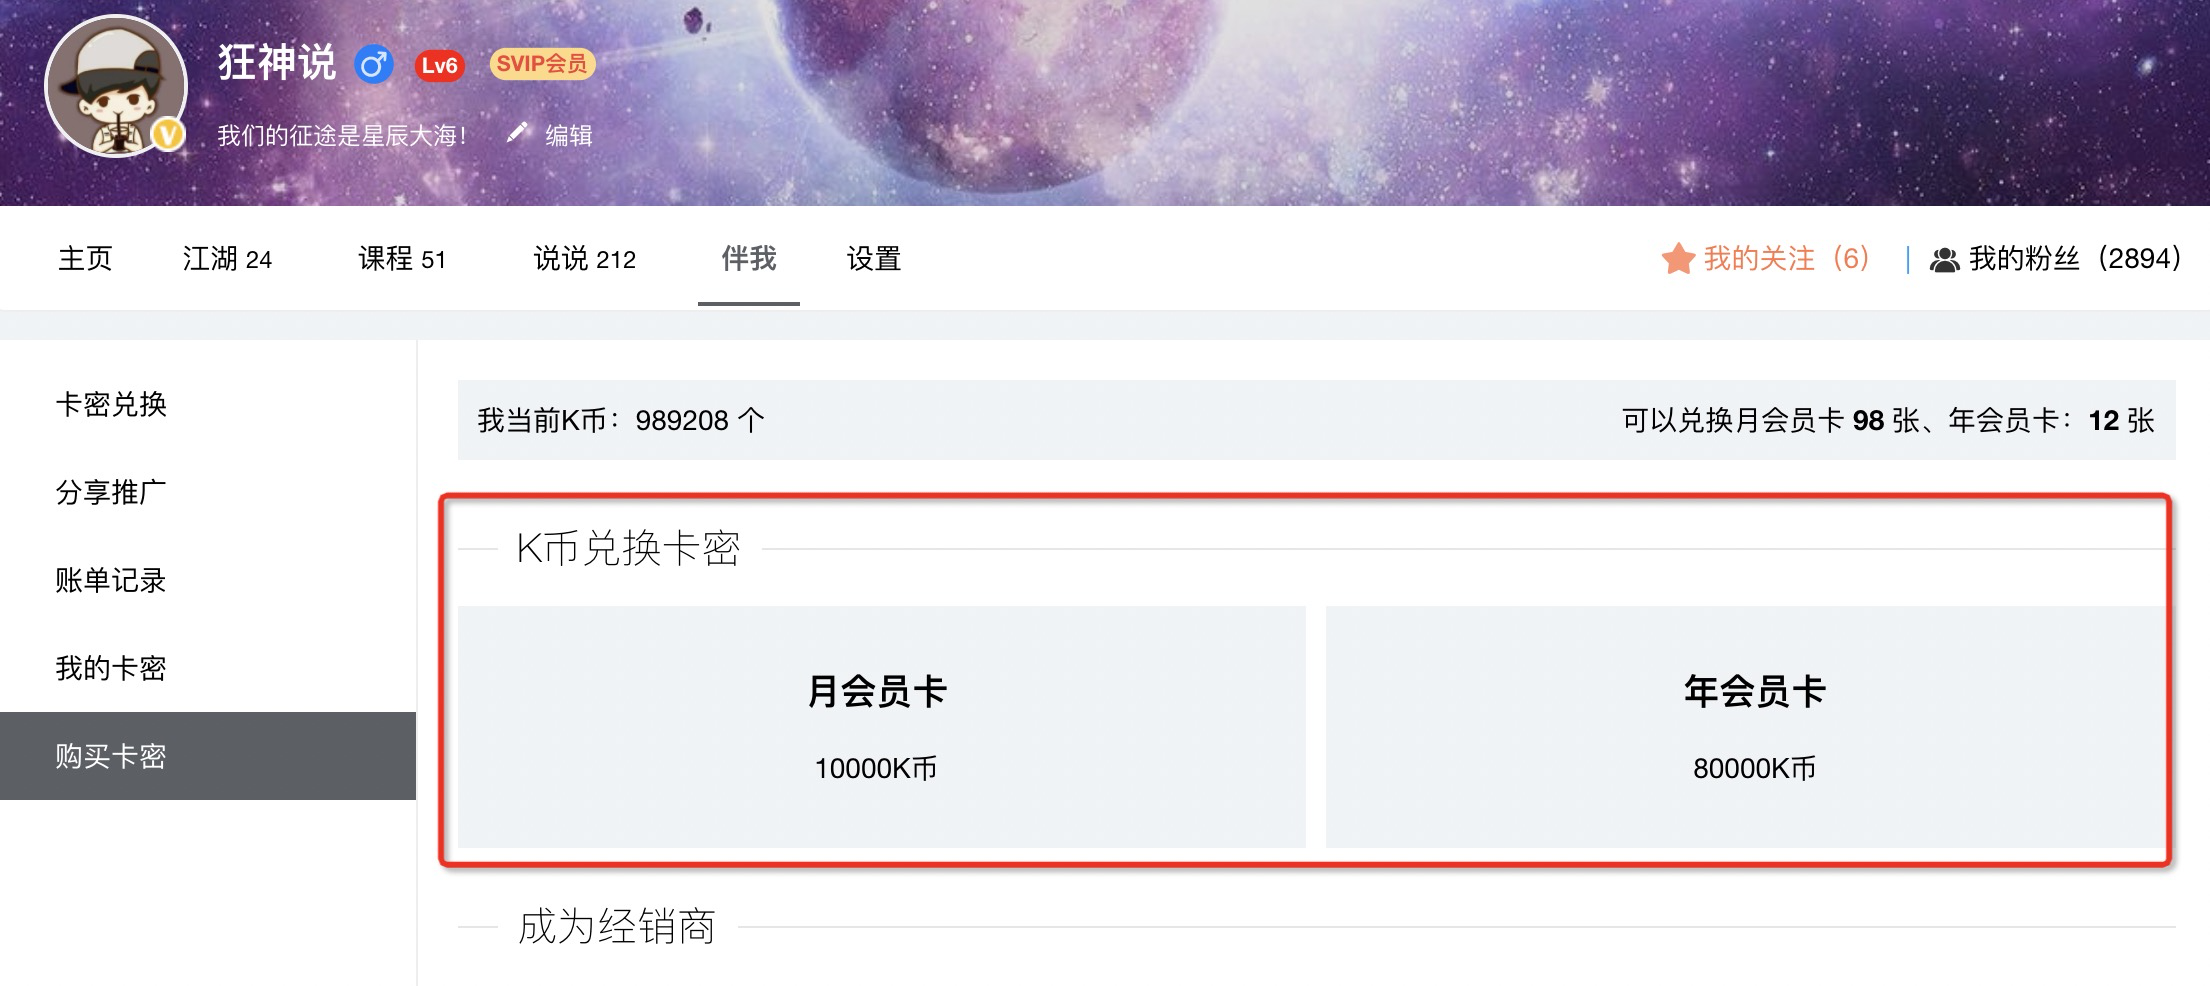 狂神说 Lv6 SVIP会员
V
我们的征途是星辰大海! 编辑
主页 江湖 24 课程 51 说说 212 伴我 设置 我的关注（6） 我的粉丝（2894）
卡密兑换
分享推广
账单记录
我的卡密
购买卡密
我当前K币：989208 个 可以兑换月会员卡 98 张、年会员卡：12 张
K币兑换卡密
月会员卡
10000K币
年会员卡
80000K币
成为经销商